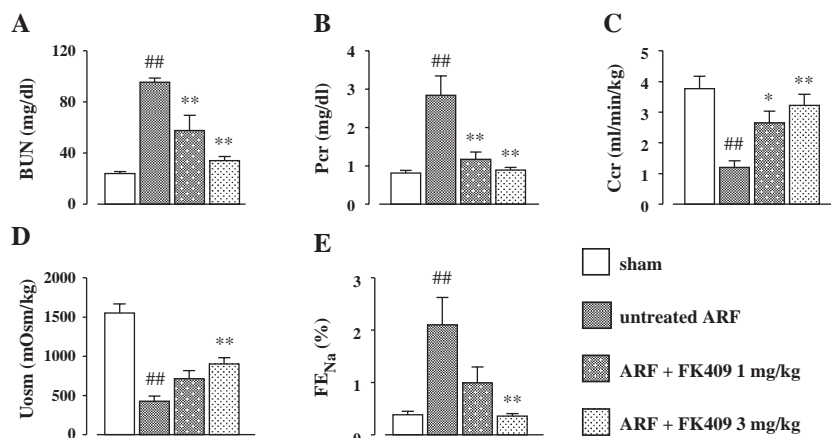 A
BUN (mg/dl)
120
80
40
0
##
**
**
B
Pcr (mg/dl)
4
3
2
1
0
##
**
**
C
Ccr (ml/min/kg)
5
4
3
2
1
0
##
*
**
D
Uosm (mOsm/kg)
2000
1500
1000
500
0
##
**
E
FENa (%)
3
2
1
0
##
**
sham
untreated ARF
ARF + FK409 1 mg/kg
ARF + FK409 3 mg/kg